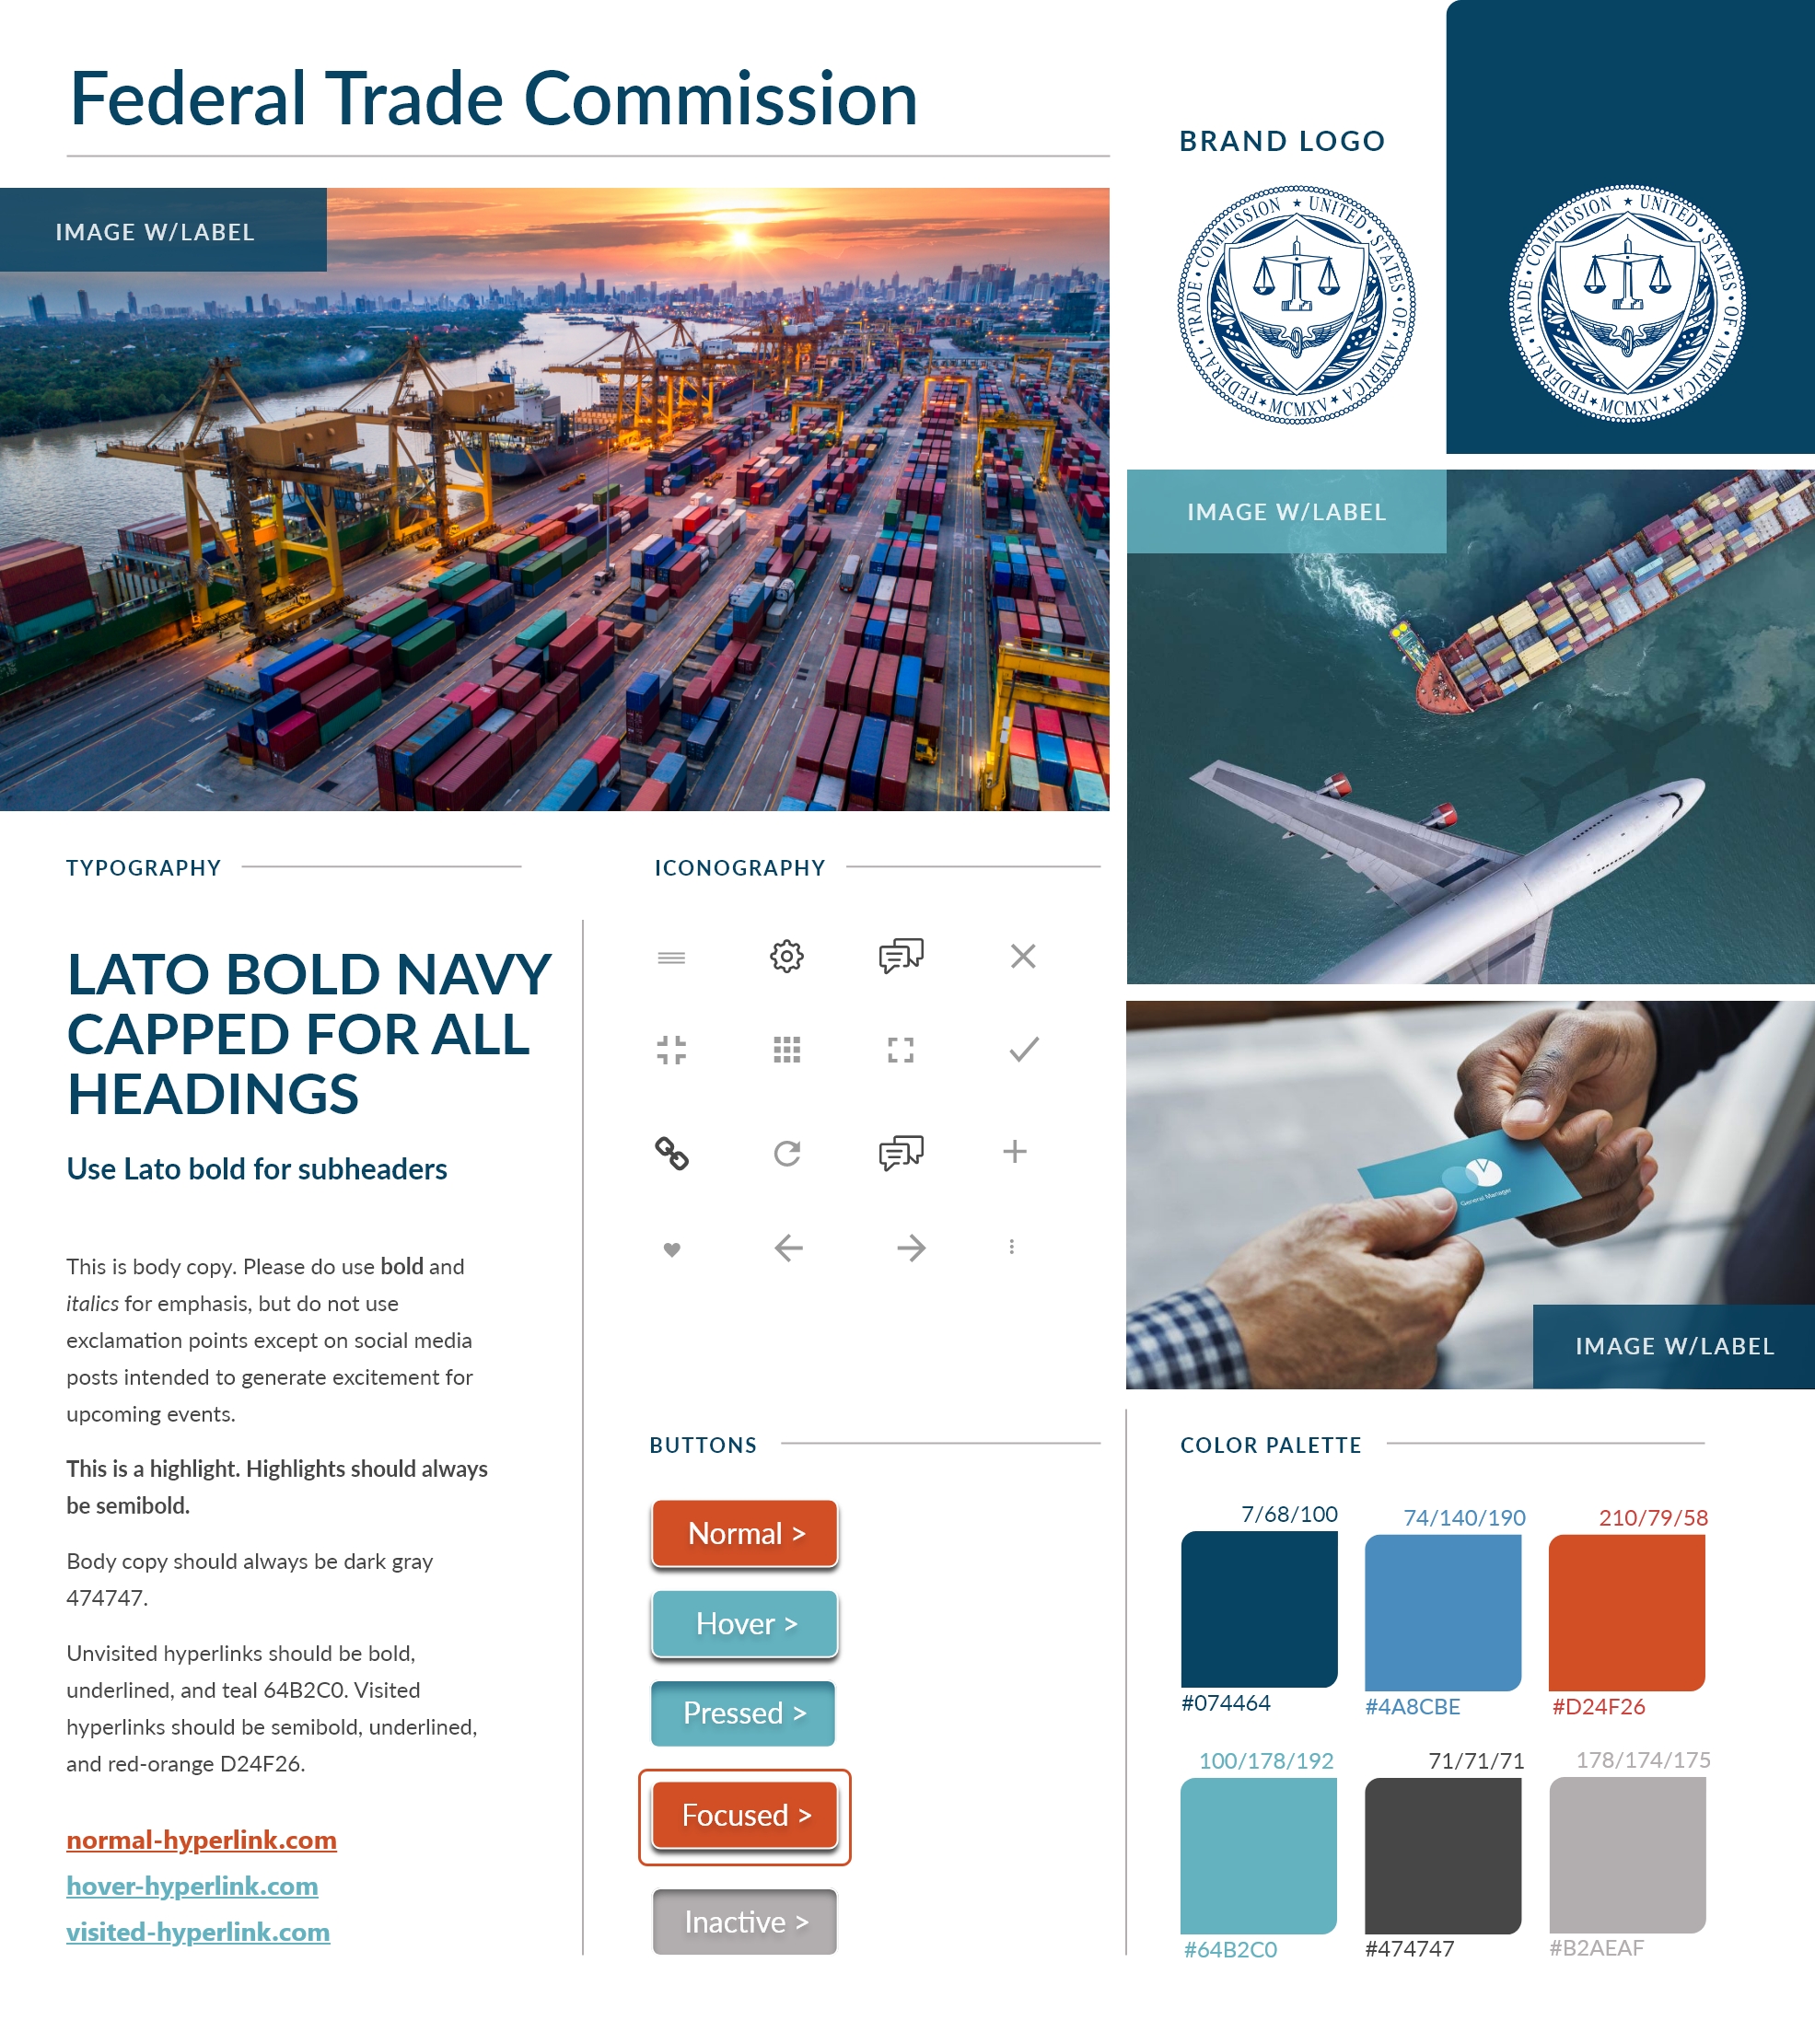 Federal Trade Commission
BRAND LOGO
IMAGE W/LABEL
FEDERAL • TRADE • COMMISSION ★ UNITED • STATES • OF • AMERICA ★ MCMXV ★
FEDERAL • TRADE • COMMISSION ★ UNITED • STATES • OF • AMERICA ★ MCMXV ★
IMAGE W/LABEL
General Manager
IMAGE W/LABEL
TYPOGRAPHY
LATO BOLD NAVY
CAPPED FOR ALL
HEADINGS
Use Lato bold for subheaders
This is body copy. Please do use bold and
italics for emphasis, but do not use
exclamation points except on social media
posts intended to generate excitement for
upcoming events.
This is a highlight. Highlights should always
be semibold.
Body copy should always be dark gray
474747.
Unvisited hyperlinks should be bold,
underlined, and teal 64B2C0. Visited
hyperlinks should be semibold, underlined,
and red-orange D24F26.
normal-hyperlink.com
hover-hyperlink.com
visited-hyperlink.com
ICONOGRAPHY
BUTTONS
Normal >
Hover >
Pressed >
Focused >
Inactive >
COLOR PALETTE
7/68/100
74/140/190
210/79/58
#074464
#4A8CBE
#D24F26
100/178/192
71/71/71
178/174/175
#64B2C0
#474747
#B2AEAF